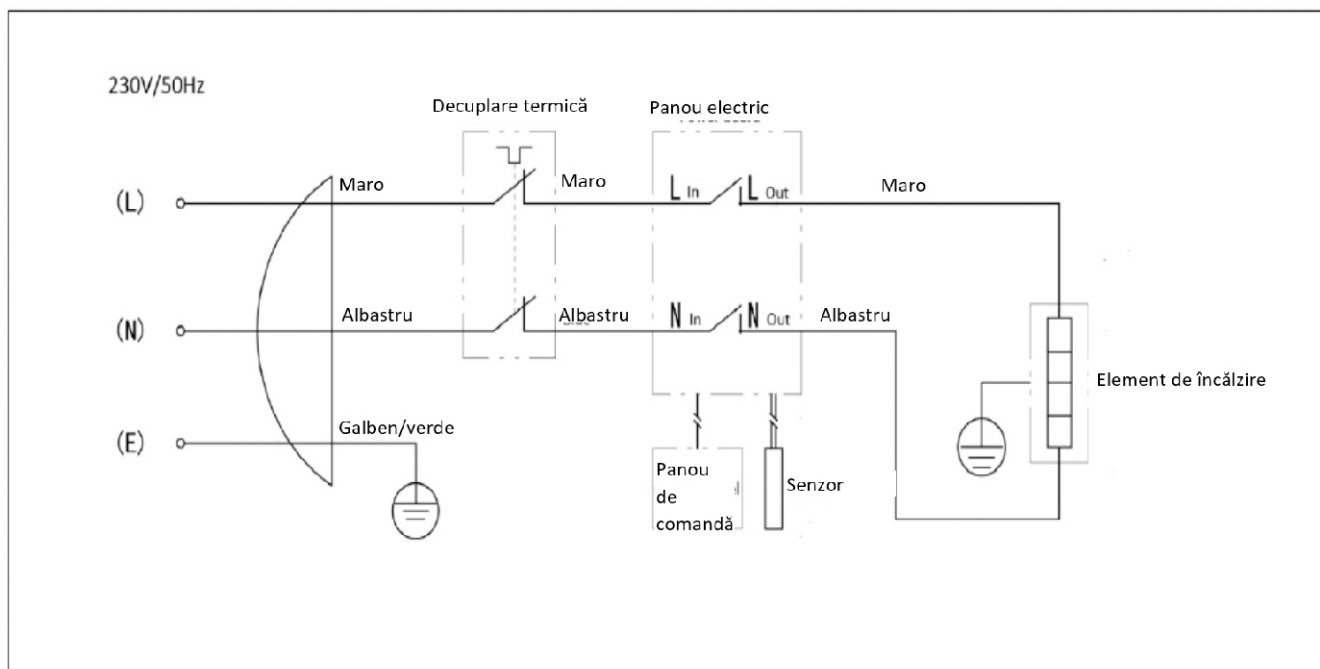 230V/50Hz
Decuplare termică
Panou electric
(L)
Maro
Maro
L In
L Out
Maro
(N)
Albastru
Albastru
N In
N Out
Albastru
Element de încălzire
(E)
Galben/verde
Panou
de
comandă
Senzor